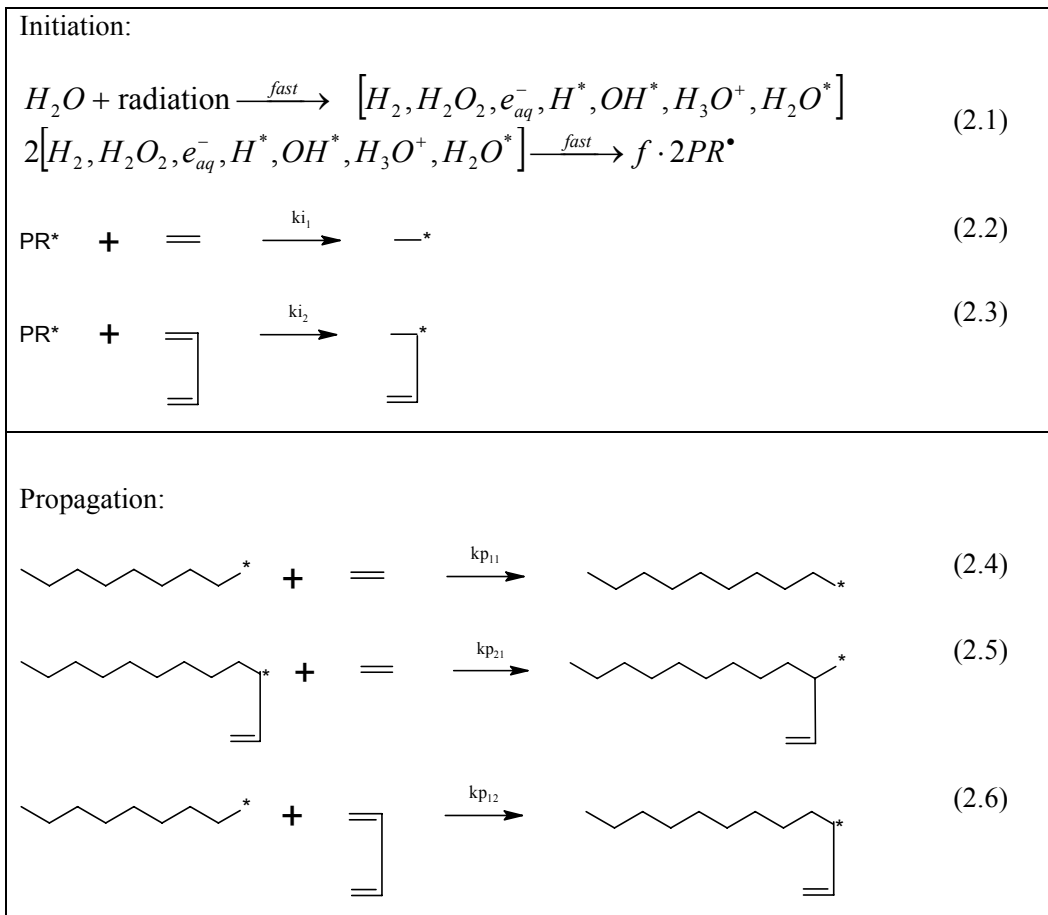 Initiation:
H₂O + radiation —fast→ [H₂, H₂O₂, e⁻aq, H*, OH*, H₃O⁺, H₂O*]
(2.1)
2[H₂, H₂O₂, e⁻aq, H*, OH*, H₃O⁺, H₂O*] —fast→ f · 2PR•
ki₁
PR* + → * (2.2)
ki₂
PR* + → * (2.3)
Propagation:
kp₁₁
* + → * (2.4)
kp₂₁
* + → * (2.5)
kp₁₂
* + → * (2.6)